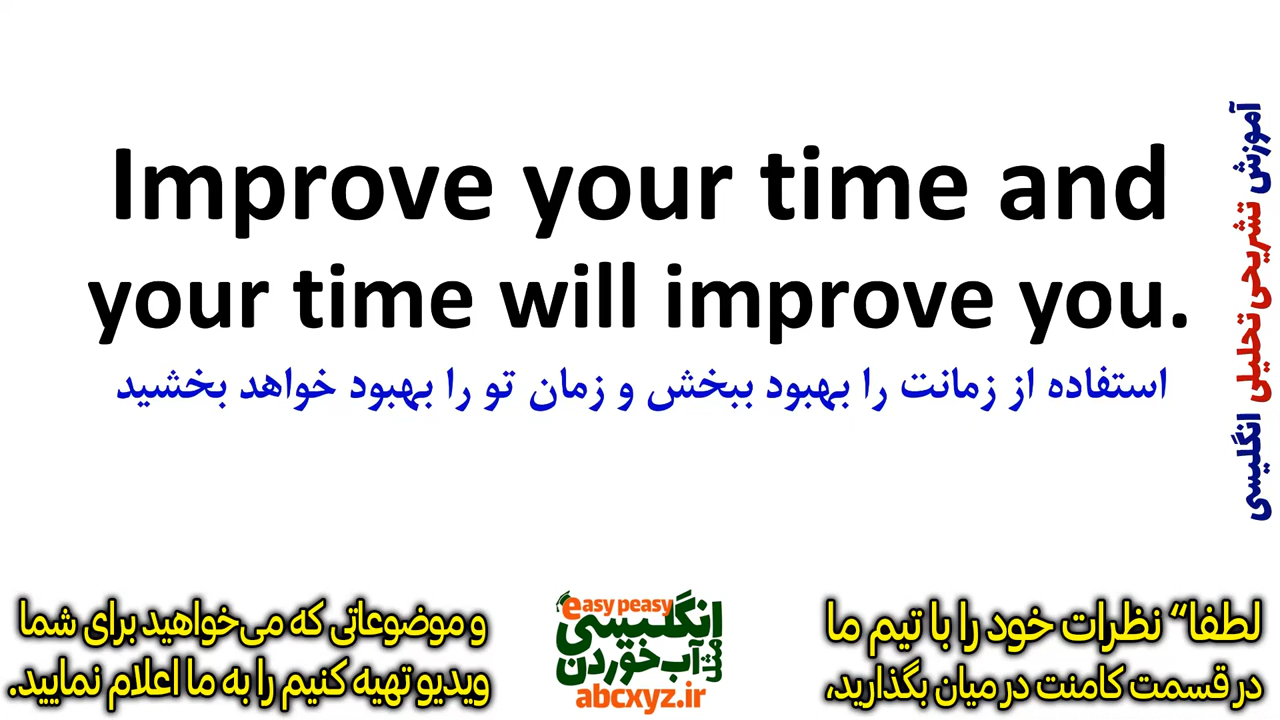 Improve your time and
your time will improve you.
استفاده از زمانت را بهبود ببخش و زمان تو را بهبود خواهد بخشید
آموزش تشریحی تحلیلی انگلیسی
لطفا“ نظرات خود را با تیم ما
در قسمت کامنت در میان بگذارید،
و موضوعاتی که می‌خواهید برای شما
ویدیو تهیه کنیم را به ما اعلام نمایید.
easy peasy
انگلیسی
مثل آب خوردن
abcxyz.ir